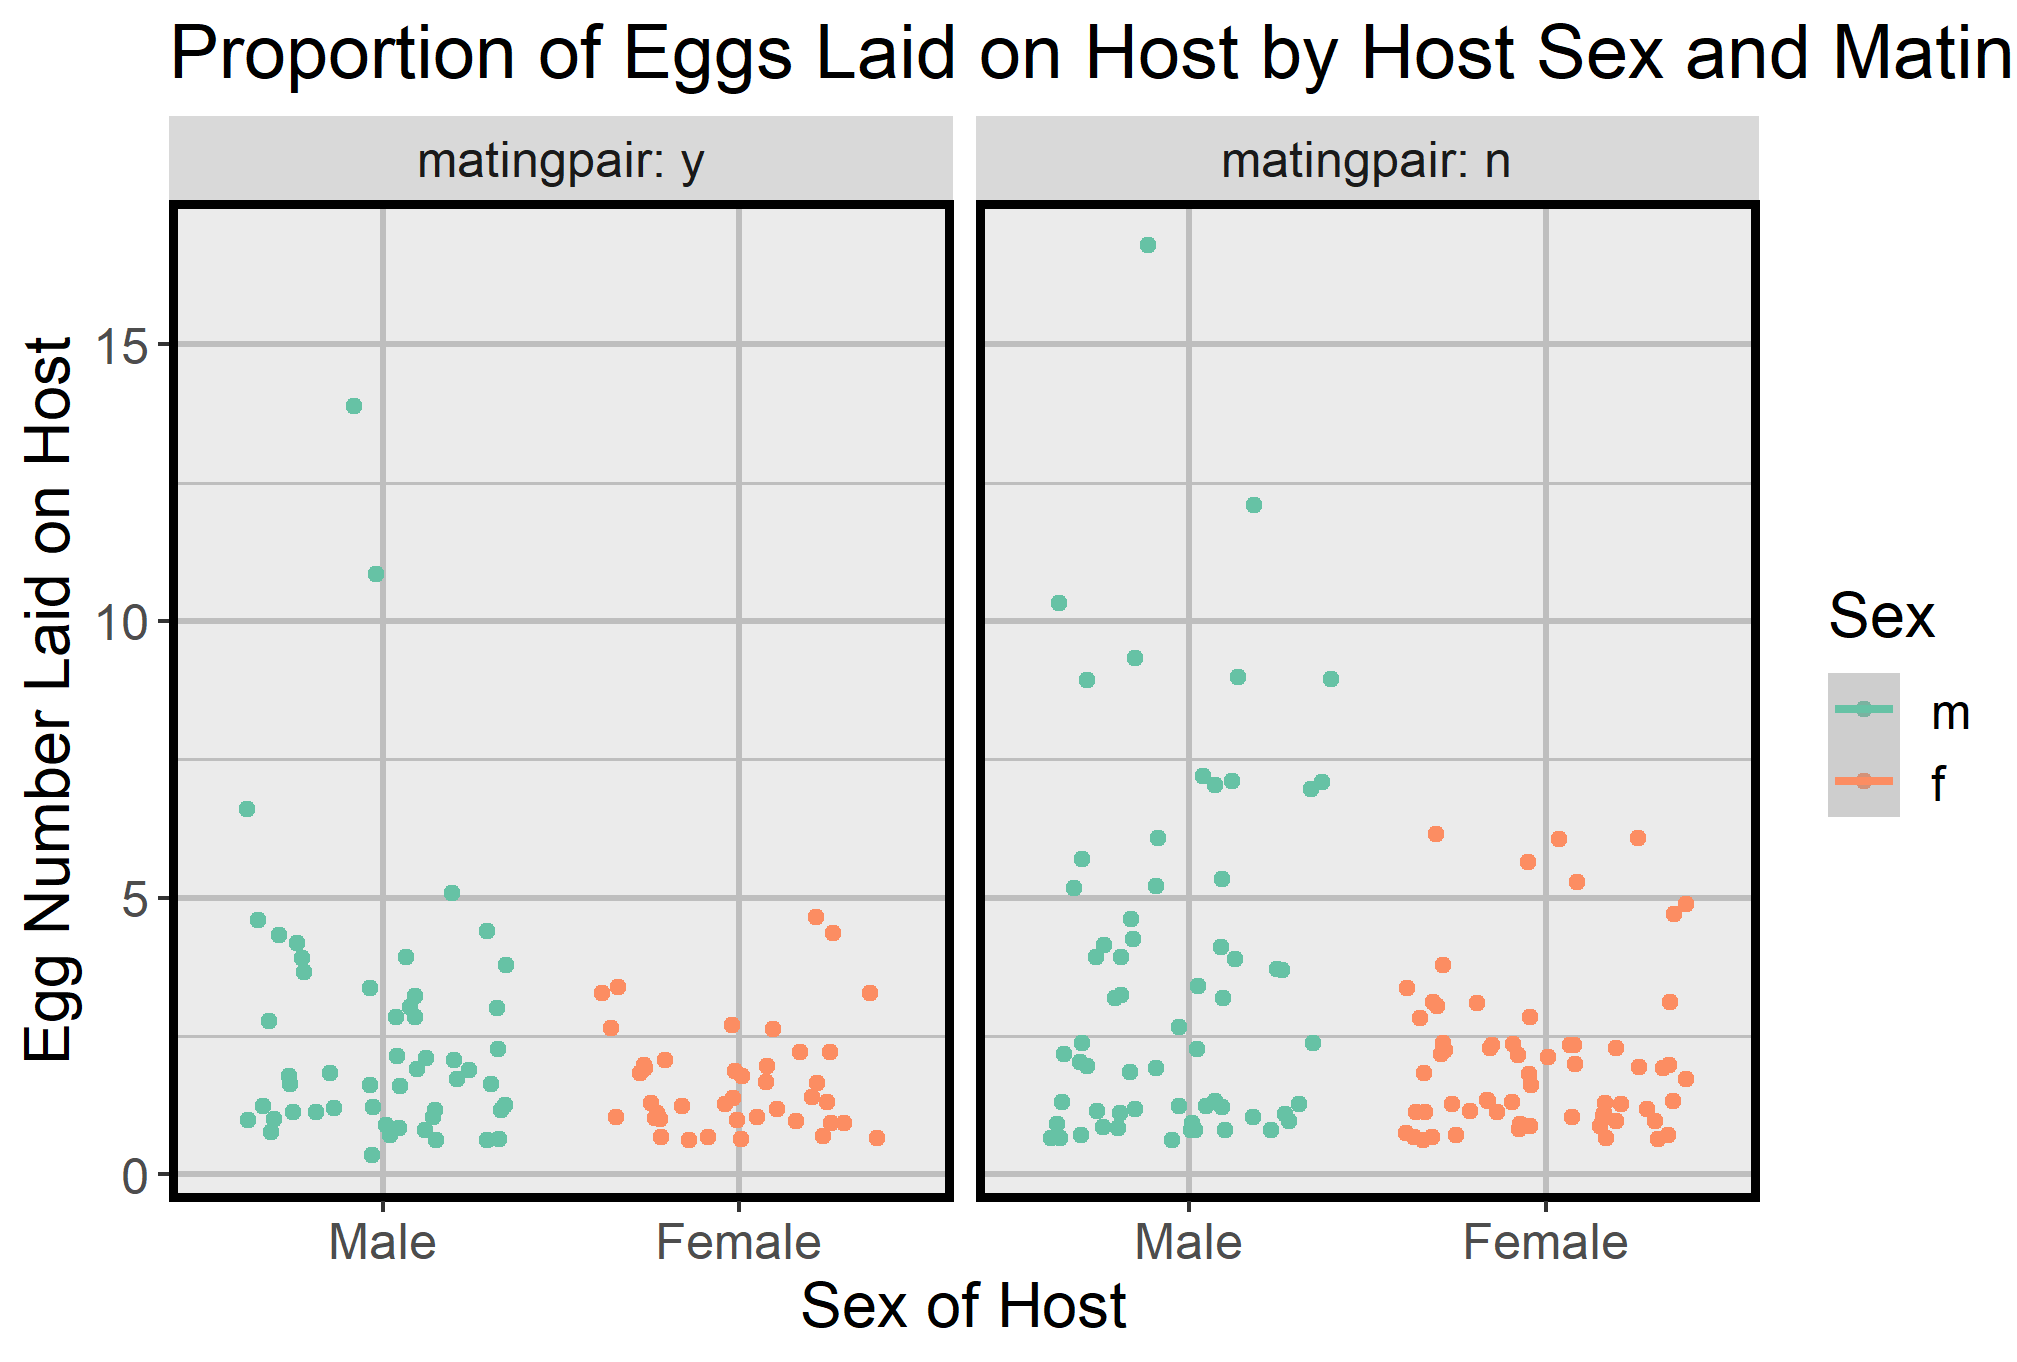 Proportion of Eggs Laid on Host by Host Sex and Matin
matingpair: y
matingpair: n
Egg Number Laid on Host
15
10
5
0
Male
Female
Male
Female
Sex of Host
Sex
m
f